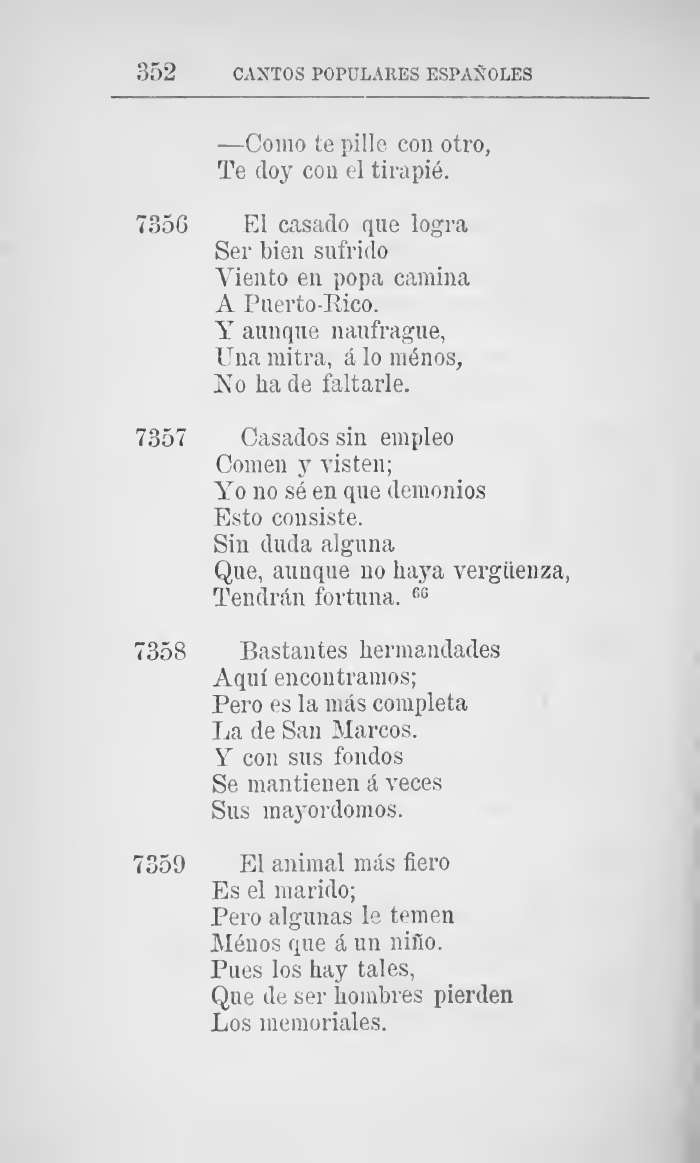 352 CANTOS POPULARES ESPAÑOLES
—Como te pille con otro,
Te doy con el tirapié.
7356 El casado que logra
Ser bien sufrido
Viento en popa camina
A Puerto-Rico.
Y aunque naufrague,
Una mitra, á lo ménos,
No ha de faltarle.
7357 Casados sin empleo
Comen y visten;
Yo no sé en que demonios
Esto consiste.
Sin duda alguna
Que, aunque no haya vergüenza,
Tendrán fortuna. 66
7358 Bastantes hermandades
Aquí encontramos;
Pero es la más completa
La de San Marcos.
Y con sus fondos
Se mantienen á veces
Sus mayordomos.
7359 El animal más fiero
Es el marido;
Pero algunas le temen
Ménos que á un niño.
Pues los hay tales,
Que de ser hombres pierden
Los memoriales.